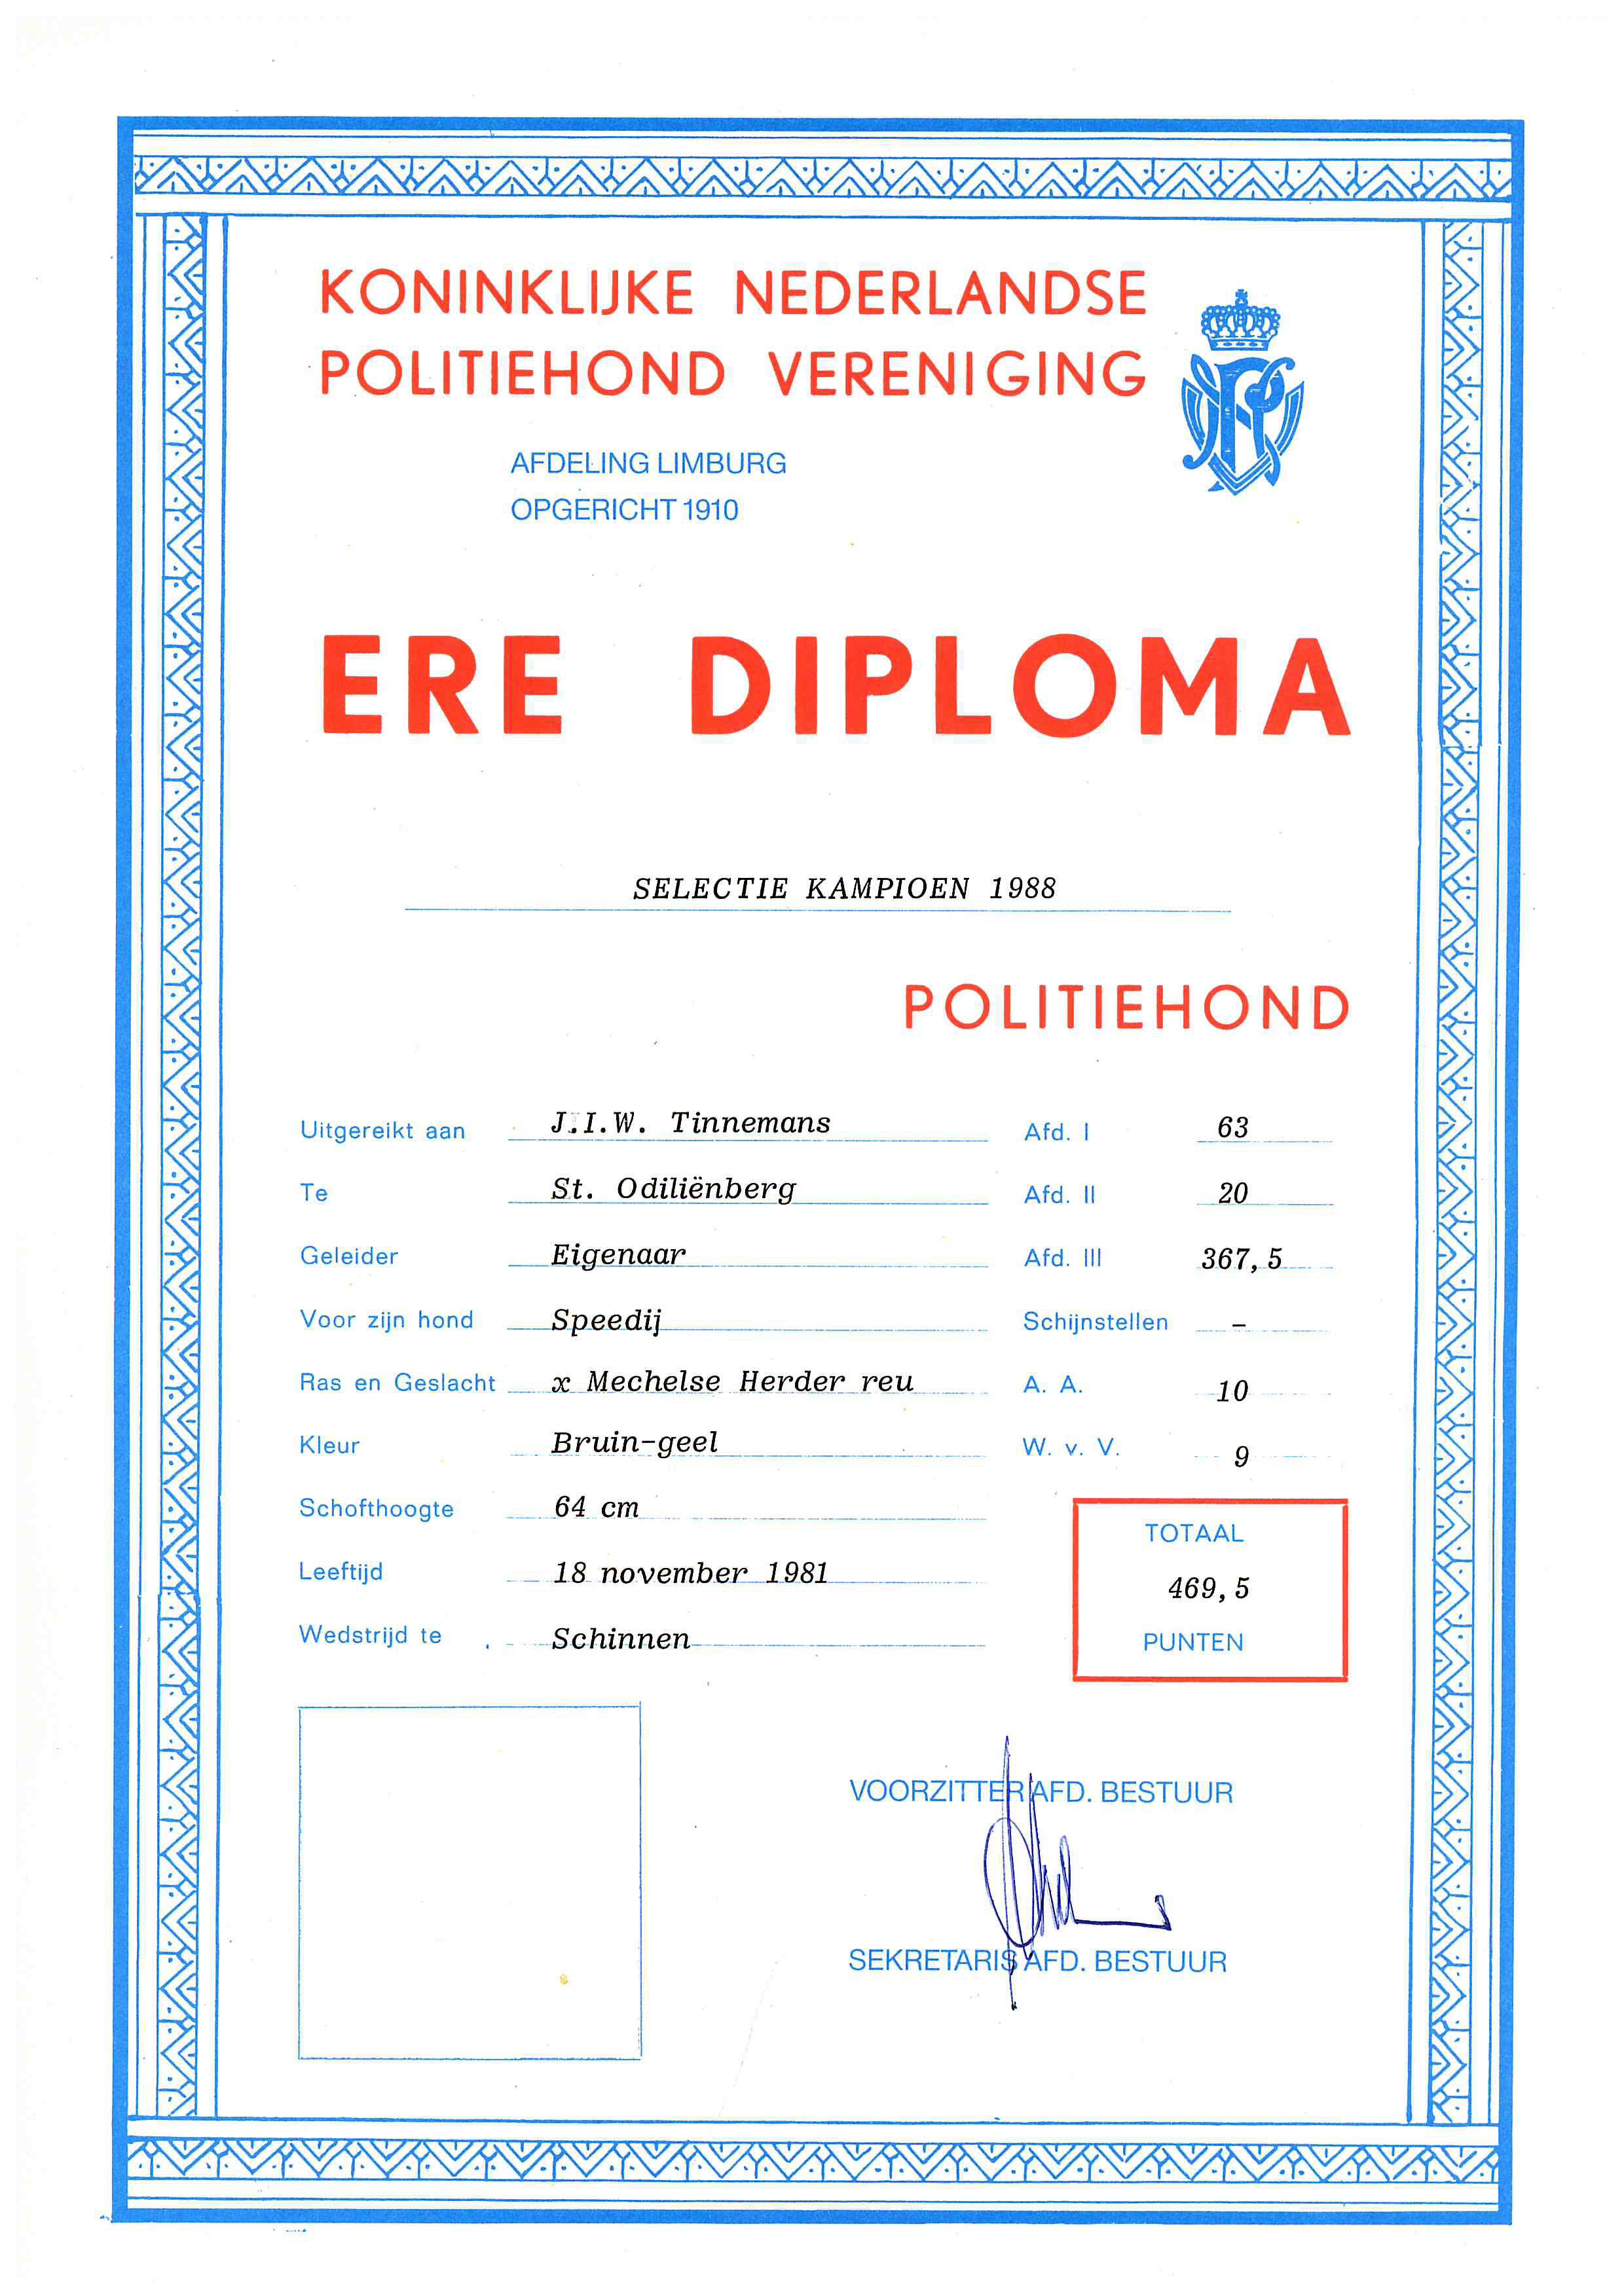 KONINKLIJKE NEDERLANDSE
POLITIEHOND VERENIGING
AFDELING LIMBURG
OPGERICHT 1910
ERE DIPLOMA
SELECTIE KAMPIOEN 1988
POLITIEHOND
Uitgereikt aan J.I.W. Tinnemans Afd. I 63
Te St. Odiliënberg Afd. II 20
Geleider Eigenaar Afd. III 367,5
Voor zijn hond Speedij Schijnstellen –
Ras en Geslacht x Mechelse Herder reu A. A. 10
Kleur Bruin-geel W. v. V. 9
Schofthoogte 64 cm
Leeftijd 18 november 1981
Wedstrijd te Schinnen
TOTAAL
469,5
PUNTEN
VOORZITTER AFD. BESTUUR
SEKRETARIS AFD. BESTUUR